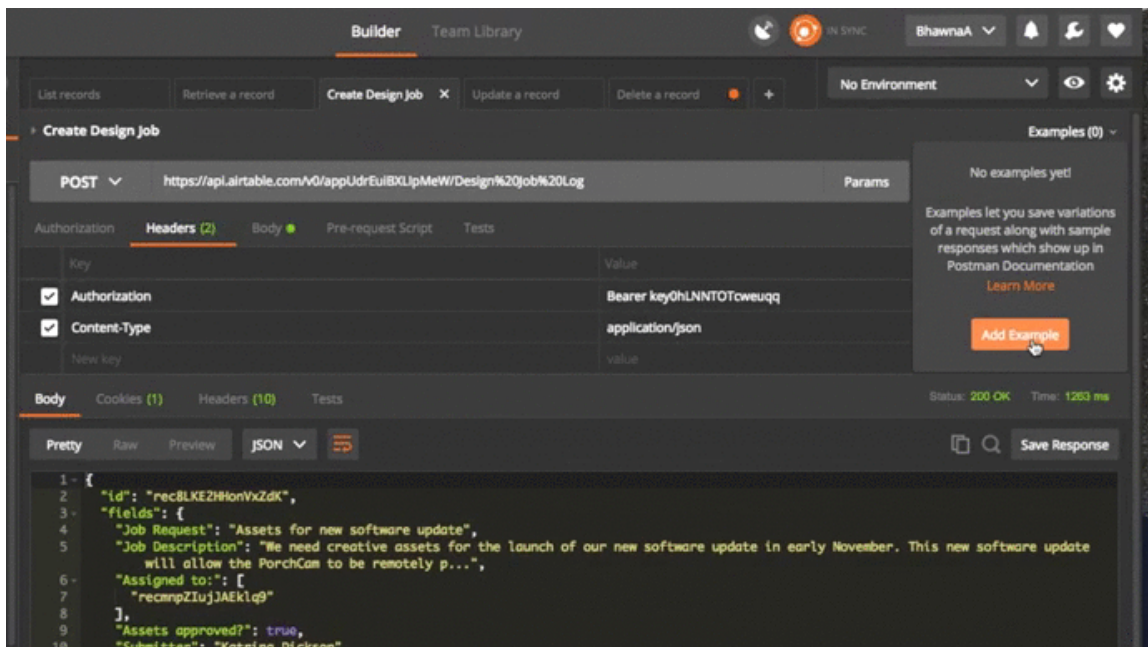 Builder Team Library IN SYNC BhawnaA
List records Retrieve a record Create Design Job × Update a record Delete a record + No Environment
Create Design Job Examples (0)
POST https://api.airtable.com/v0/appUdrEuiBXLIpMeW/Design%20Job%20Log Params
No examples yet!
Examples let you save variations
of a request along with sample
responses which show up in
Postman Documentation
Learn More
Add Example
Authorization Headers (2) Body Pre-request Script Tests
Key Value
Authorization Bearer key0hLNNTOTcweuqq
Content-Type application/json
New key value
Body Cookies (1) Headers (10) Tests Status: 200 OK Time: 1263 ms
Pretty Raw Preview JSON Save Response
1 {
2 "id": "rec8LKE2HHonVxZdK",
3 "fields": {
4 "Job Request": "Assets for new software update",
5 "Job Description": "We need creative assets for the launch of our new software update in early November. This new software update
will allow the PorchCam to be remotely p...",
6 "Assigned to:": [
7 "recmnpZIujJAEklq9"
8 ],
9 "Assets approved?": true,
10 "Submitter": "Katrina Dickson"